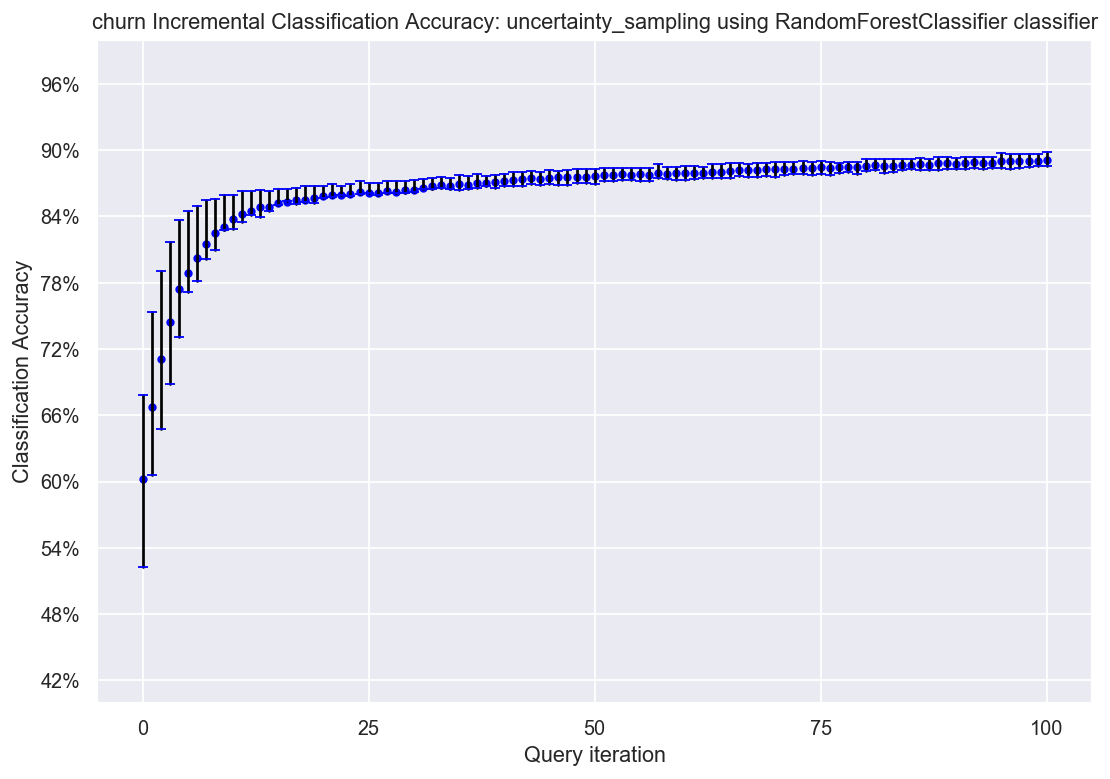 churn Incremental Classification Accuracy: uncertainty_sampling using RandomForestClassifier classifier
96%
90%
84%
78%
72%
66%
60%
54%
48%
42%
Classification Accuracy
0 25 50 75 100
Query iteration